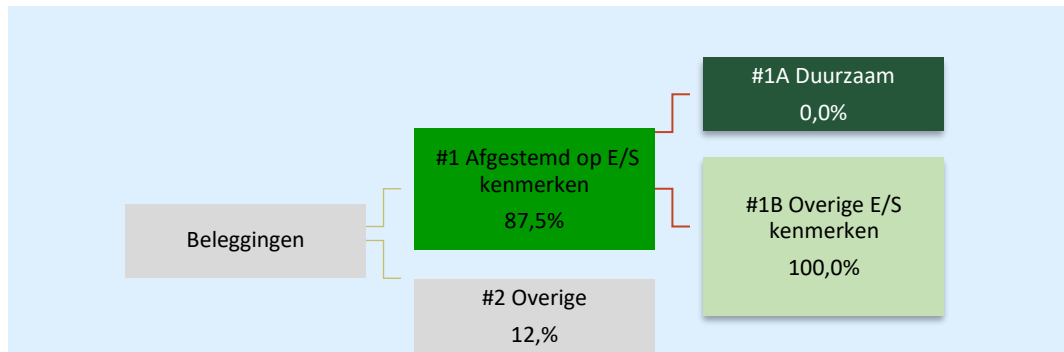 Beleggingen
#1 Afgestemd op E/S
kenmerken
87,5%
#2 Overige
12,%
#1A Duurzaam
0,0%
#1B Overige E/S
kenmerken
100,0%